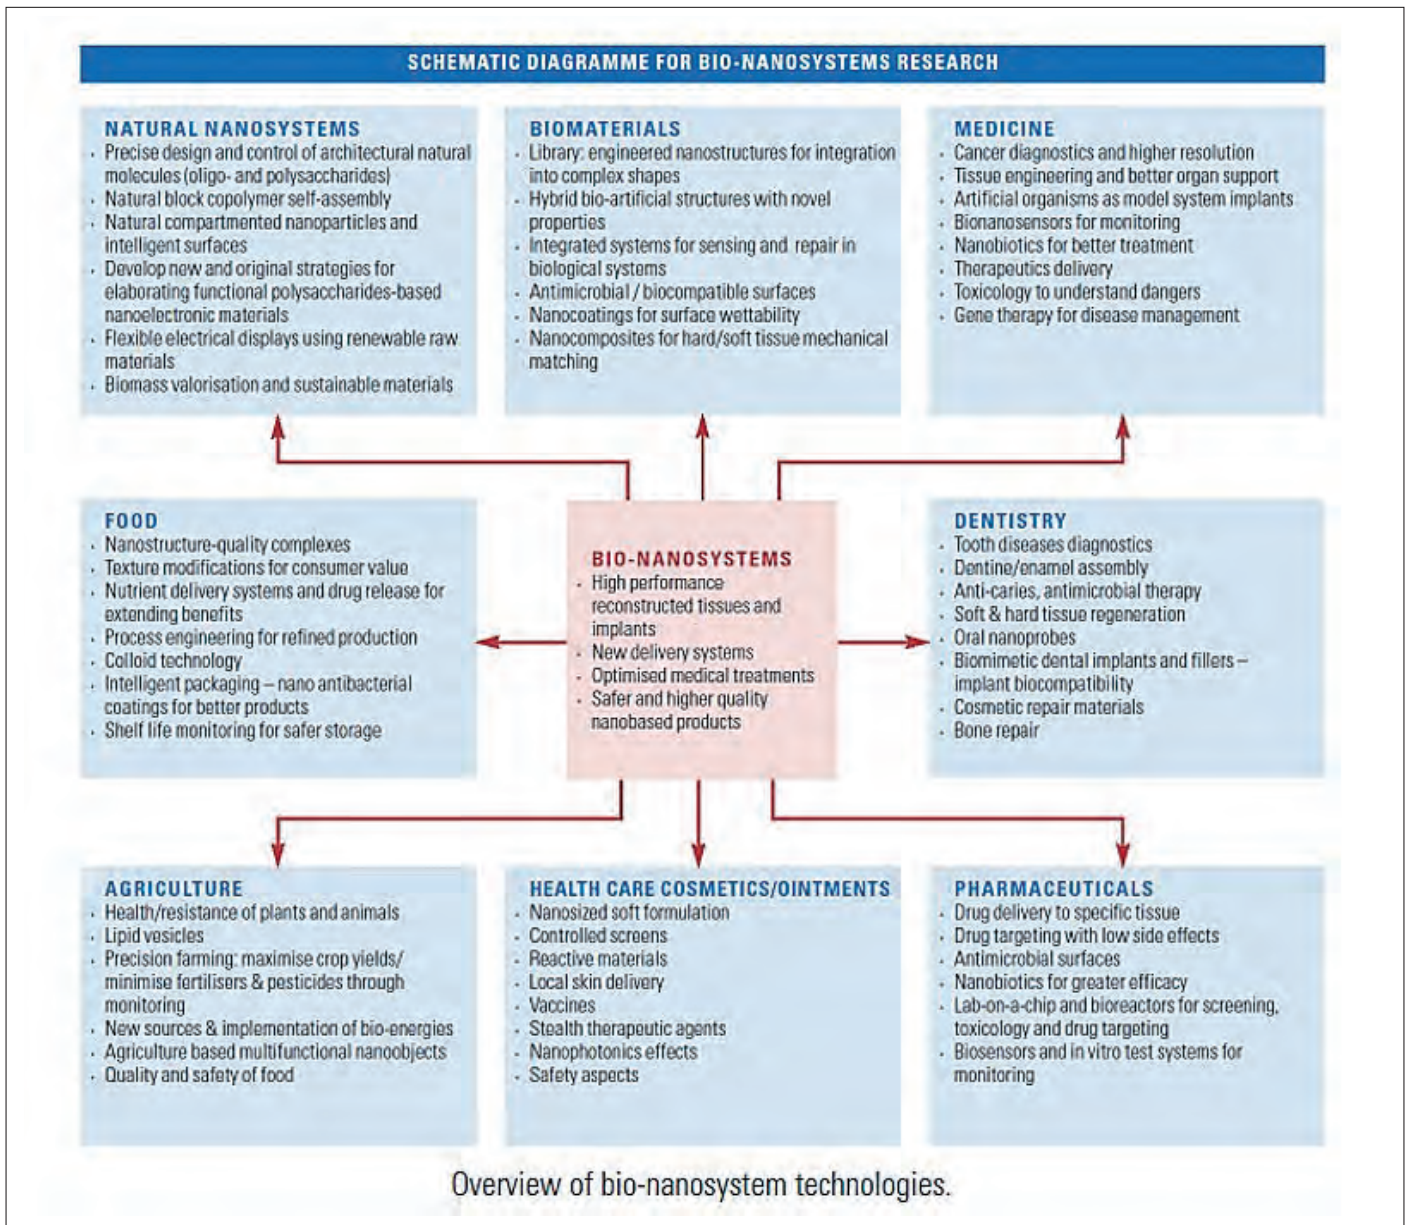 SCHEMATIC DIAGRAMME FOR BIO-NANOSYSTEMS RESEARCH
NATURAL NANOSYSTEMS
· Precise design and control of architectural natural
molecules (oligo- and polysaccharides)
· Natural block copolymer self-assembly
· Natural compartmented nanoparticles and
intelligent surfaces
· Develop new and original strategies for
elaborating functional polysaccharides-based
nanoelectronic materials
· Flexible electrical displays using renewable raw
materials
· Biomass valorisation and sustainable materials
BIOMATERIALS
· Library: engineered nanostructures for integration
into complex shapes
· Hybrid bio-artificial structures with novel
properties
· Integrated systems for sensing and repair in
biological systems
· Antimicrobial / biocompatible surfaces
· Nanocoatings for surface wettability
· Nanocomposites for hard/soft tissue mechanical
matching
MEDICINE
· Cancer diagnostics and higher resolution
· Tissue engineering and better organ support
· Artificial organisms as model system implants
· Bionanosensors for monitoring
· Nanobiotics for better treatment
· Therapeutics delivery
· Toxicology to understand dangers
· Gene therapy for disease management
FOOD
· Nanostructure-quality complexes
· Texture modifications for consumer value
· Nutrient delivery systems and drug release for
extending benefits
· Process engineering for refined production
· Colloid technology
· Intelligent packaging – nano antibacterial
coatings for better products
· Shelf life monitoring for safer storage
BIO-NANOSYSTEMS
· High performance
reconstructed tissues and
implants
· New delivery systems
· Optimised medical treatments
· Safer and higher quality
nanobased products
DENTISTRY
· Tooth diseases diagnostics
· Dentine/enamel assembly
· Anti-caries, antimicrobial therapy
· Soft & hard tissue regeneration
· Oral nanoprobes
· Biomimetic dental implants and fillers –
implant biocompatibility
· Cosmetic repair materials
· Bone repair
AGRICULTURE
· Health/resistance of plants and animals
· Lipid vesicles
· Precision farming: maximise crop yields/
minimise fertilisers & pesticides through
monitoring
· New sources & implementation of bio-energies
· Agriculture based multifunctional nanoobjects
· Quality and safety of food
HEALTH CARE COSMETICS/OINTMENTS
· Nanosized soft formulation
· Controlled screens
· Reactive materials
· Local skin delivery
· Vaccines
· Stealth therapeutic agents
· Nanophotonics effects
· Safety aspects
PHARMACEUTICALS
· Drug delivery to specific tissue
· Drug targeting with low side effects
· Antimicrobial surfaces
· Nanobiotics for greater efficacy
· Lab-on-a-chip and bioreactors for screening,
toxicology and drug targeting
· Biosensors and in vitro test systems for
monitoring
Overview of bio-nanosystem technologies.